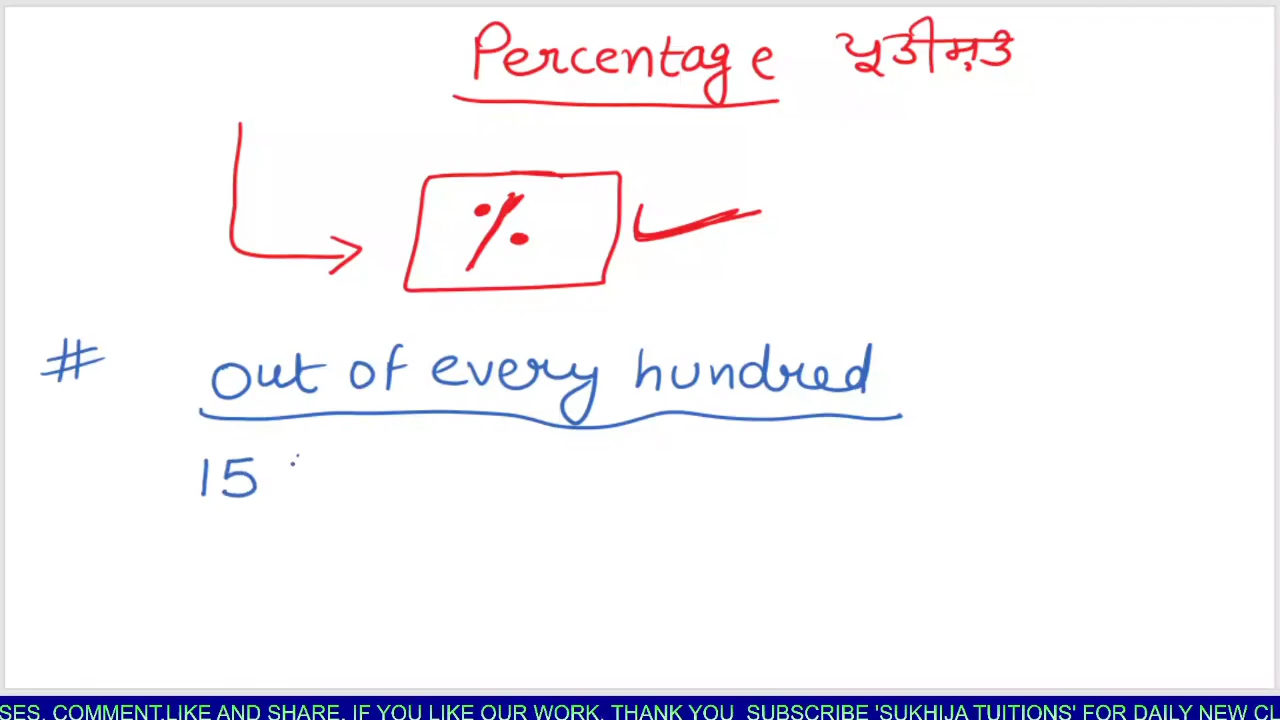 Percentage ਪ੍ਰਤੀਸ਼ਤ
%
# out of every hundred
15
SES. COMMENT,LIKE AND SHARE. IF YOU LIKE OUR WORK. THANK YOU SUBSCRIBE 'SUKHIJA TUITIONS' FOR DAILY NEW CL